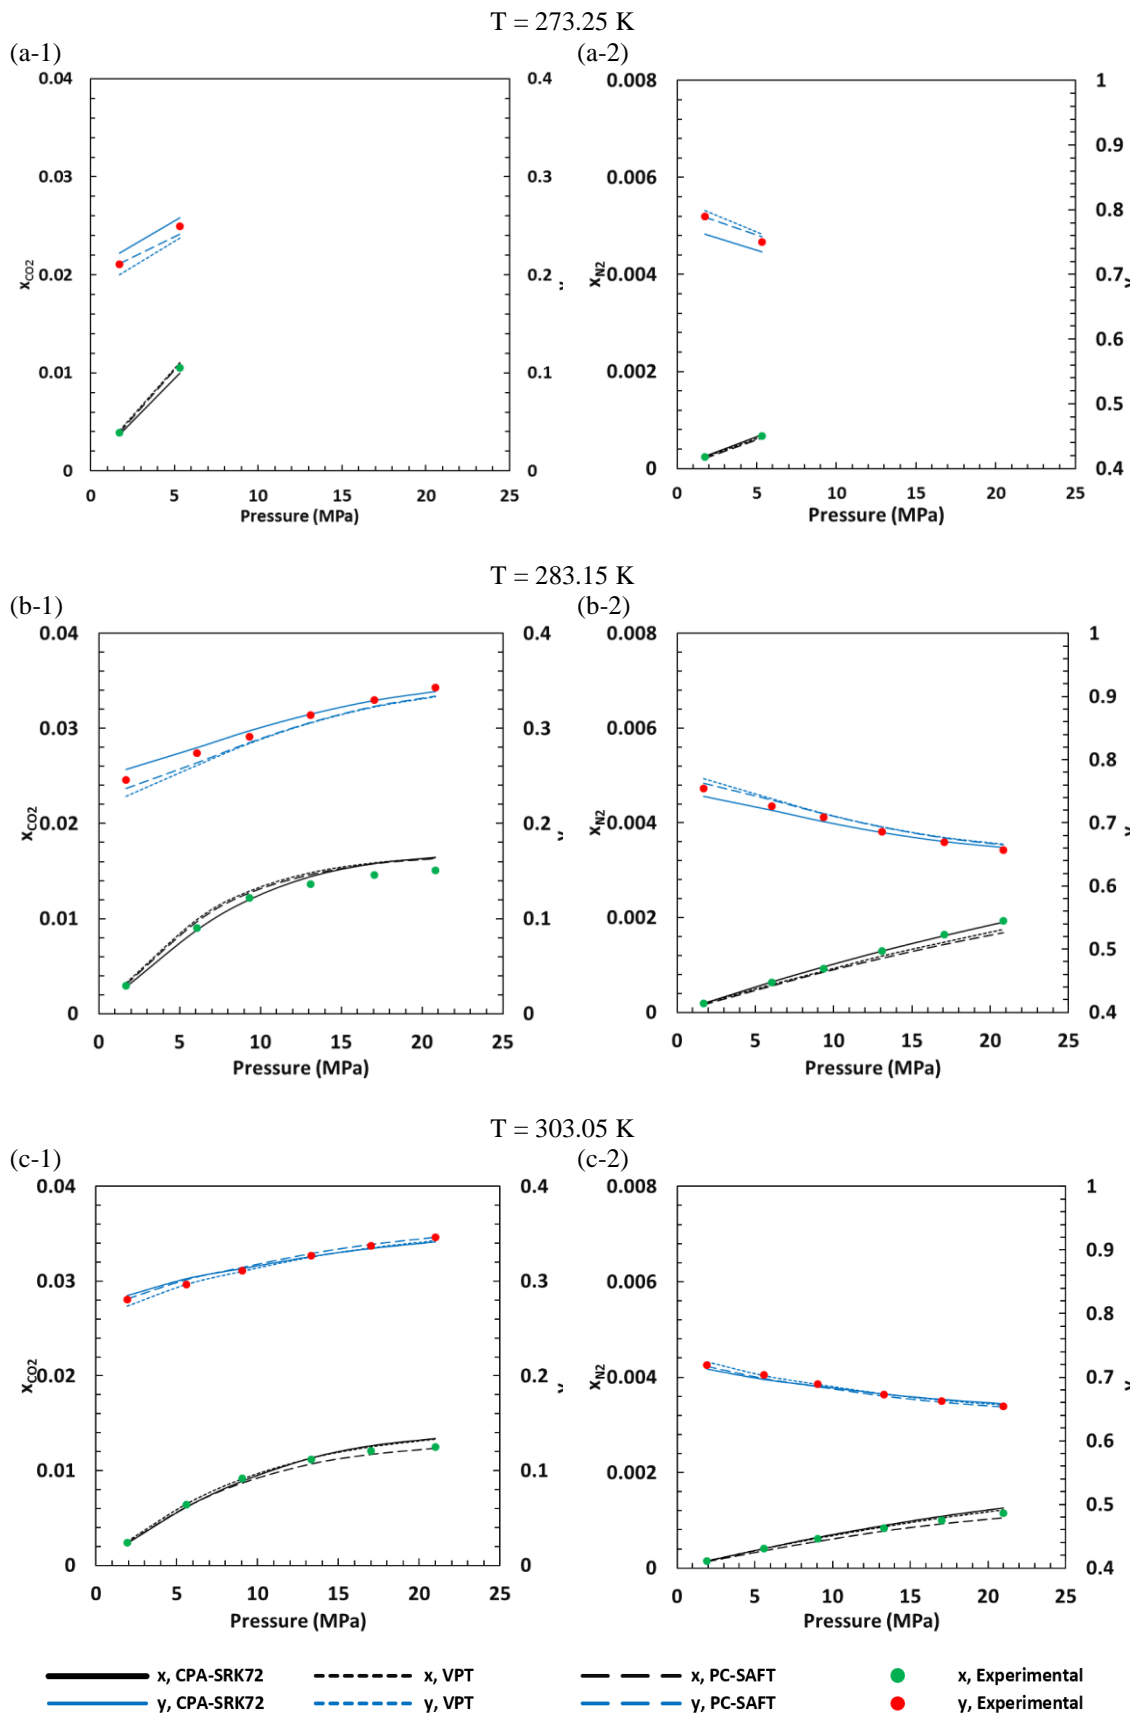 T = 273.25 K
(a-1) (a-2)
0.04 0.4 0.008 1
0.9
0.03 0.3 0.006 0.8
0.02 0.2 0.004 0.7
xCO2 xN2
0.6
0.01 0.1 0.002 0.5
0 0 0 0.4
0 5 10 15 20 25 0 5 10 15 20 25
Pressure (MPa) Pressure (MPa)
T = 283.15 K
(b-1) (b-2)
0.04 0.4 0.008 1
0.9
0.03 0.3 0.006 0.8
0.02 0.2 0.004 0.7
xCO2 xN2
0.6
0.01 0.1 0.002 0.5
0 0 0 0.4
0 5 10 15 20 25 0 5 10 15 20 25
Pressure (MPa) Pressure (MPa)
T = 303.05 K
(c-1) (c-2)
0.04 0.4 0.008 1
0.9
0.03 0.3 0.006 0.8
0.02 0.2 0.004 0.7
xCO2 xN2
0.6
0.01 0.1 0.002 0.5
0 0 0 0.4
0 5 10 15 20 25 0 5 10 15 20 25
Pressure (MPa) Pressure (MPa)
x, CPA-SRK72 x, VPT x, PC-SAFT x, Experimental
y, CPA-SRK72 y, VPT y, PC-SAFT y, Experimental